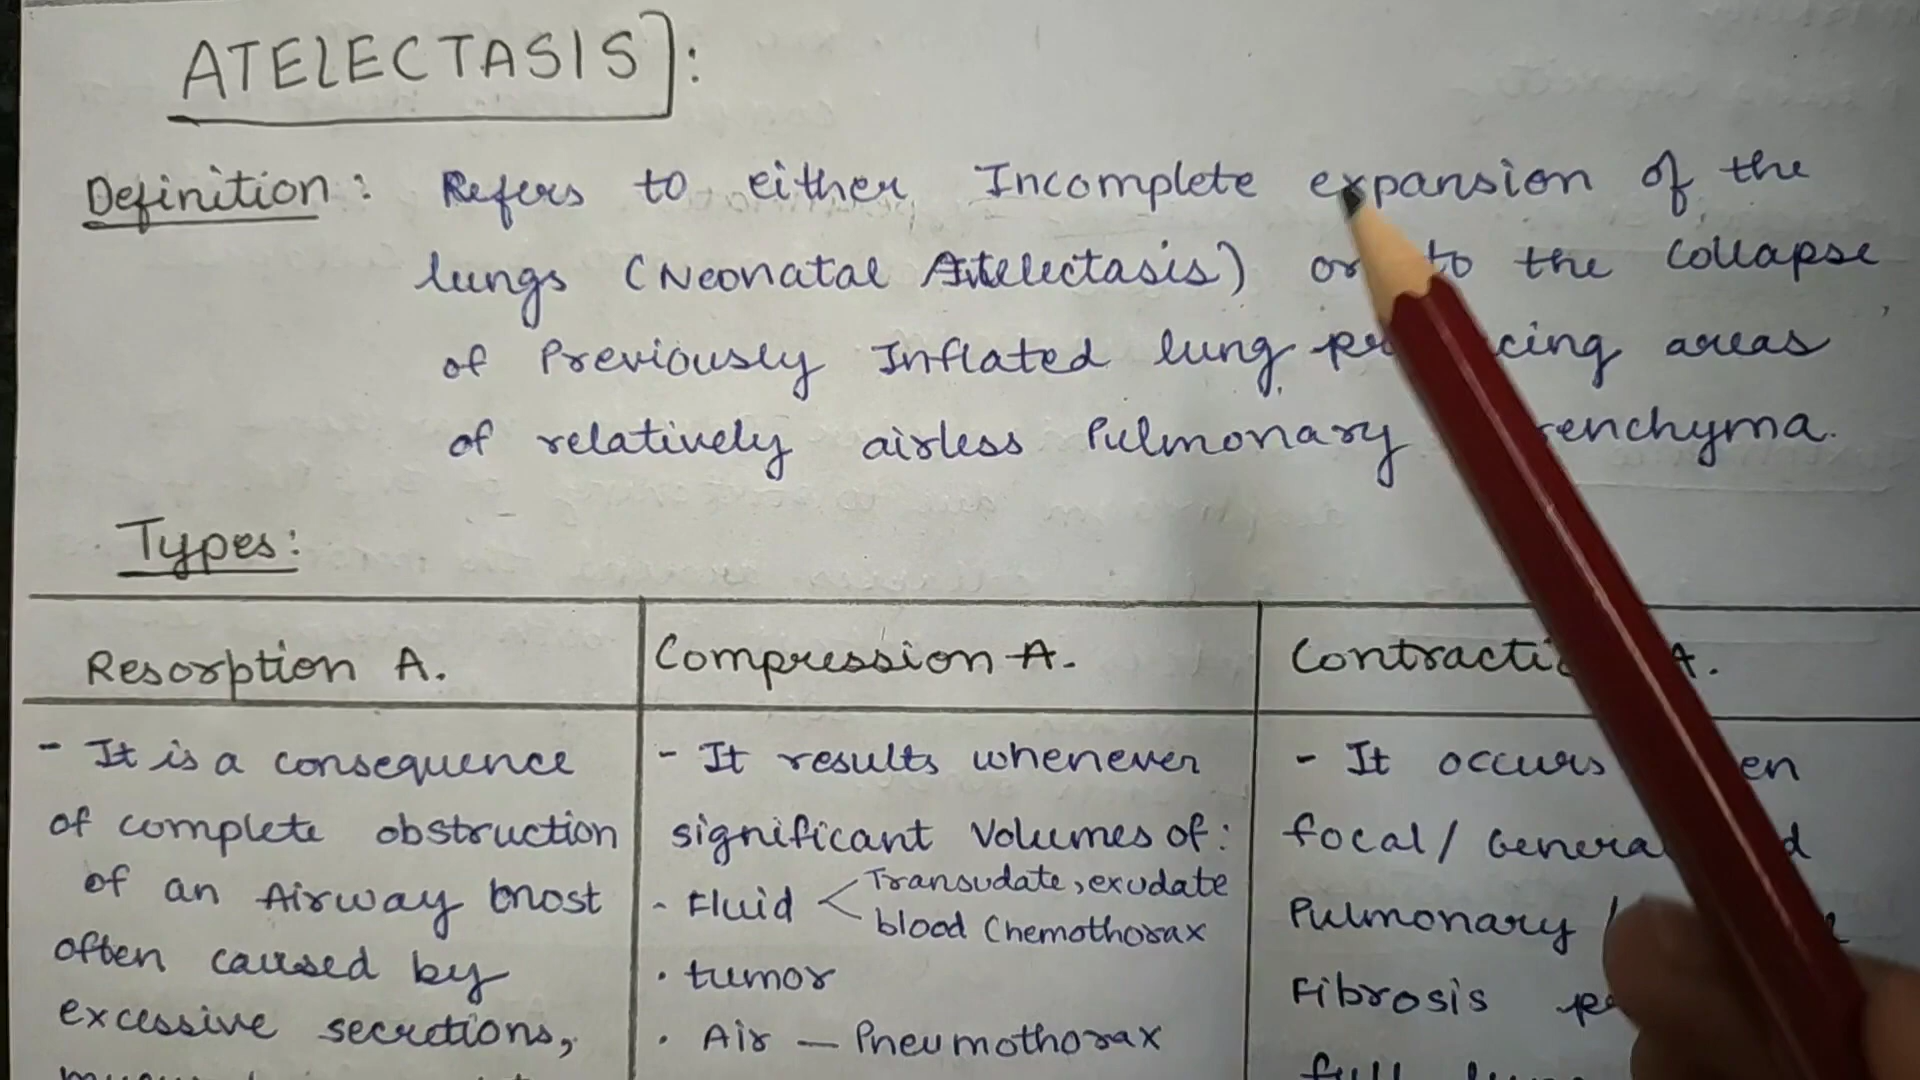 ATELECTASIS]:
Definition: Refers to either Incomplete expansion of the
lungs (Neonatal Atelectasis) or to the collapse
of Previously Inflated lung areas
of relatively airless Pulmonary
Types:
Resorption A.
- It is a consequence
of complete obstruction
of an Airway most
often caused by
excessive secretions,
Compression A.
- It results whenever
significant Volumes of:
- Fluid < Transudate, exudate
blood (hemothorax
· tumor
· Air — Pneumothorax
A.
- It occurs
focal/
Pulmonary /
Fibrosis
full